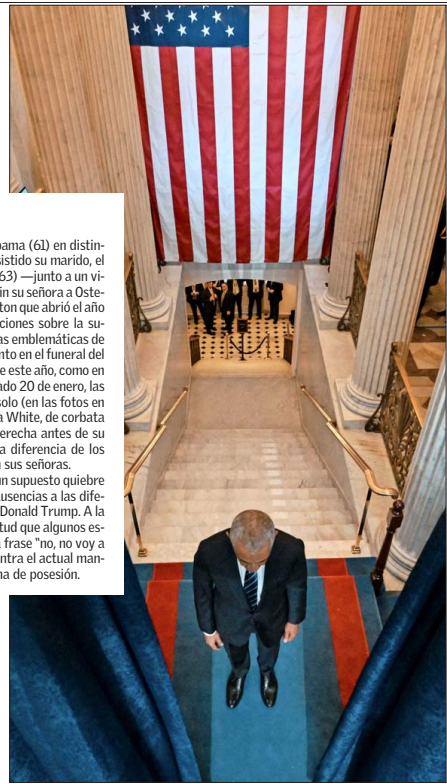 bama (61) en distin-
sistido su marido, el
63) —junto a un vi-
in su señora a Oste-
ton que abrió el año
ciones sobre la su-
as emblemáticas de
nto en el funeral del
e este año, como en
ado 20 de enero, las
solo (en las fotos en
a White, de corbata
erecha antes de su
a diferencia de los
n sus señoras.
un supuesto quiebre
usencias a las dife-
Donald Trump. A la
tud que algunos es-
a frase "no, no voy a
ntra el actual man-
na de posesión.